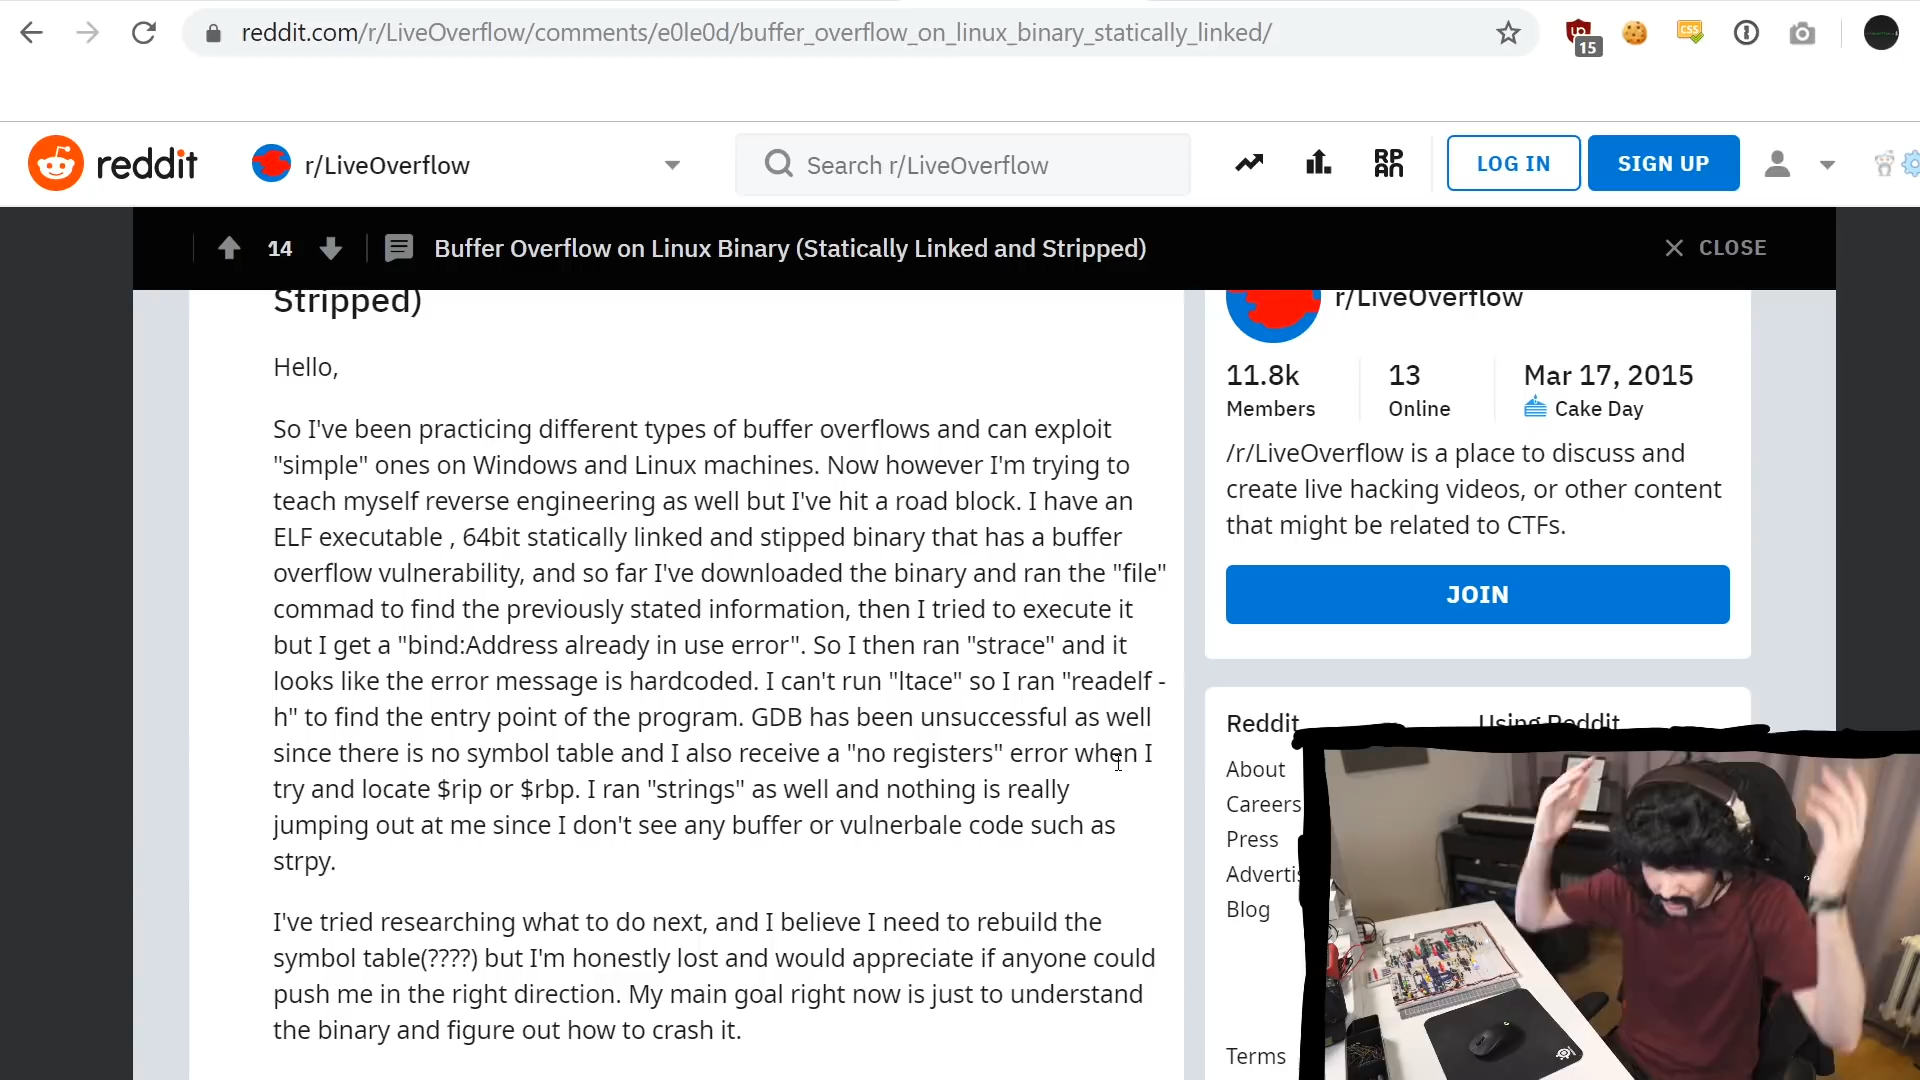 reddit.com/r/LiveOverflow/comments/e0le0d/buffer_overflow_on_linux_binary_statically_linked/
15
reddit
r/LiveOverflow
Search r/LiveOverflow
RPAN
LOG IN
SIGN UP
14
Buffer Overflow on Linux Binary (Statically Linked and Stripped)
CLOSE
Stripped)
Hello,
So I've been practicing different types of buffer overflows and can exploit
"simple" ones on Windows and Linux machines. Now however I'm trying to
teach myself reverse engineering as well but I've hit a road block. I have an
ELF executable , 64bit statically linked and stipped binary that has a buffer
overflow vulnerability, and so far I've downloaded the binary and ran the "file"
commad to find the previously stated information, then I tried to execute it
but I get a "bind:Address already in use error". So I then ran "strace" and it
looks like the error message is hardcoded. I can't run "ltace" so I ran "readelf -
h" to find the entry point of the program. GDB has been unsuccessful as well
since there is no symbol table and I also receive a "no registers" error when I
try and locate $rip or $rbp. I ran "strings" as well and nothing is really
jumping out at me since I don't see any buffer or vulnerbale code such as
strpy.
I've tried researching what to do next, and I believe I need to rebuild the
symbol table(????) but I'm honestly lost and would appreciate if anyone could
push me in the right direction. My main goal right now is just to understand
the binary and figure out how to crash it.
r/LiveOverflow
11.8k
Members
13
Online
Mar 17, 2015
Cake Day
/r/LiveOverflow is a place to discuss and
create live hacking videos, or other content
that might be related to CTFs.
JOIN
Reddit
Using Reddit
About
Careers
Press
Advertis
Blog
Terms